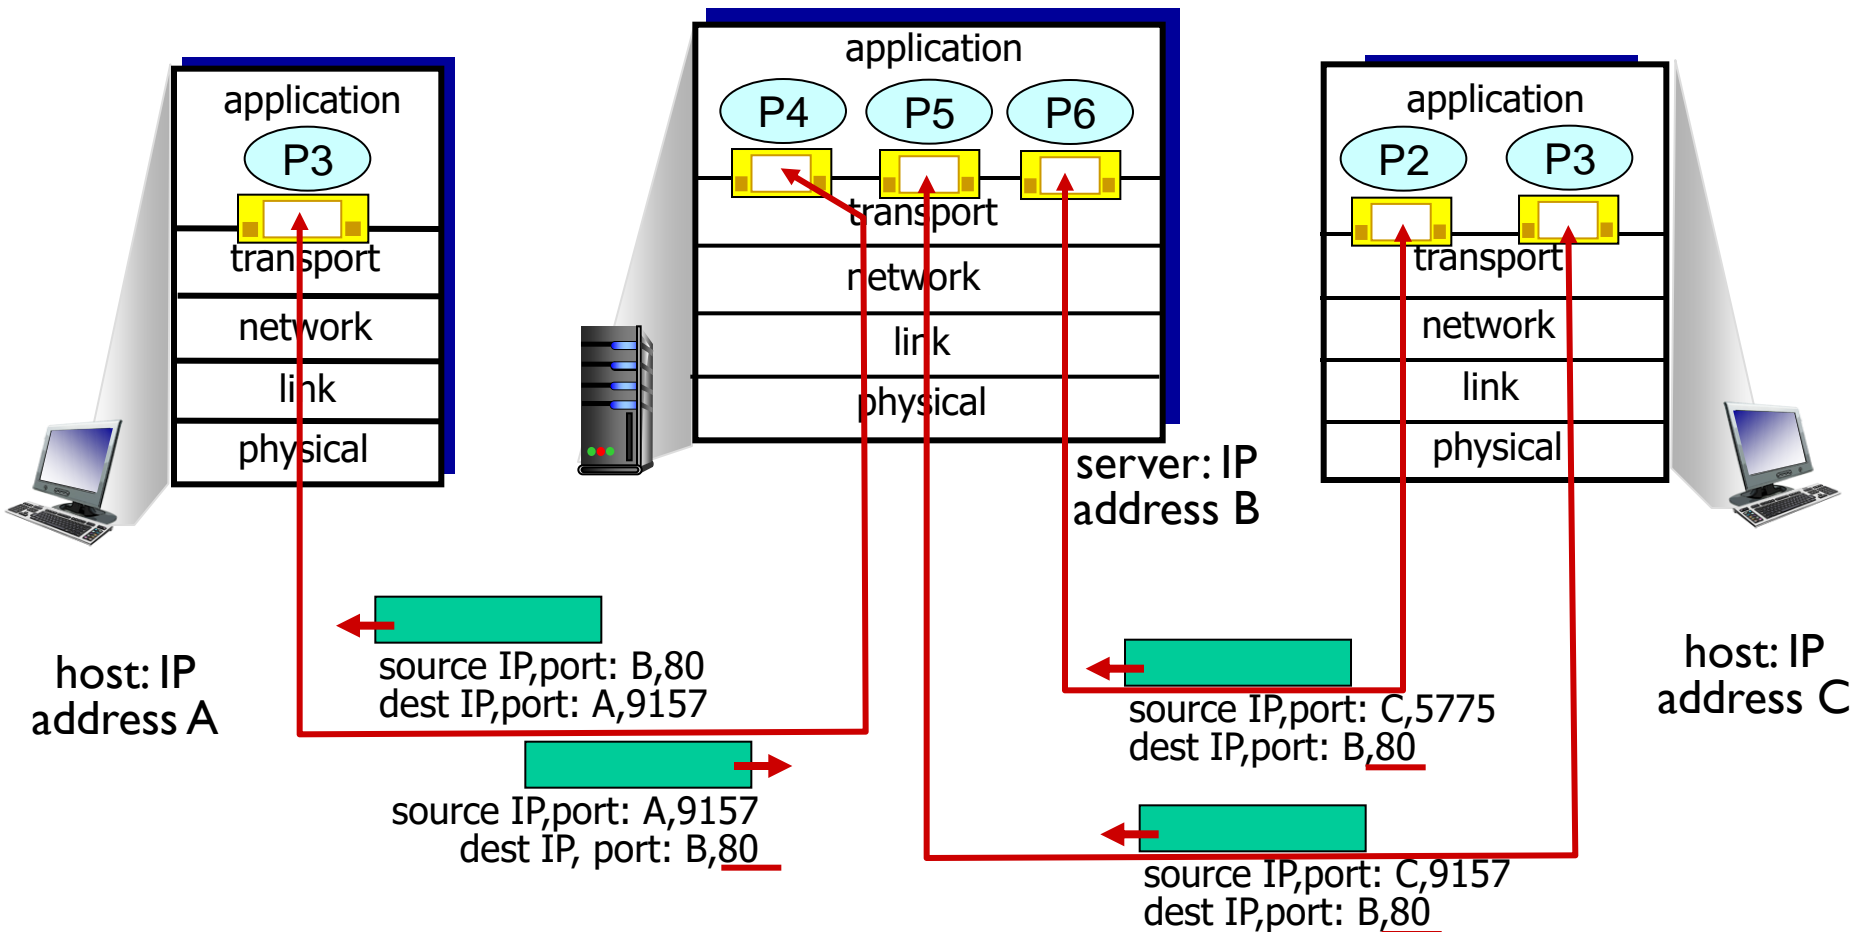 application
P3
transport
network
link
physical
host: IP
address A
application
P4
P5
P6
transport
network
link
physical
server: IP
address B
application
P2
P3
transport
network
link
physical
host: IP
address C
source IP,port: B,80
dest IP,port: A,9157
source IP,port: A,9157
dest IP, port: B,80
source IP,port: C,5775
dest IP,port: B,80
source IP,port: C,9157
dest IP,port: B,80